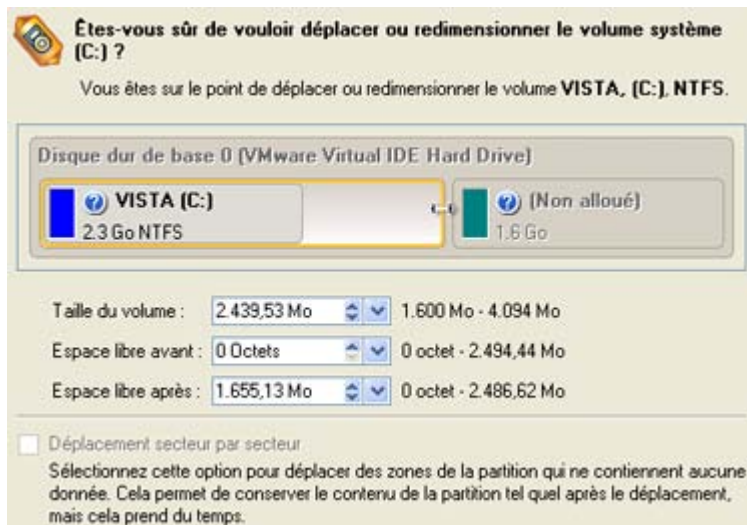 Êtes-vous sûr de vouloir déplacer ou redimensionner le volume système
(C:) ?
Vous êtes sur le point de déplacer ou redimensionner le volume VISTA, (C:), NTFS.
Disque dur de base 0 (VMware Virtual IDE Hard Drive)
VISTA (C:)
2.3 Go NTFS
(Non alloué)
1.6 Go
Taille du volume : 2.439,53 Mo 1.600 Mo - 4.094 Mo
Espace libre avant : 0 Octets 0 octet - 2.494,44 Mo
Espace libre après : 1.655,13 Mo 0 octet - 2.486,62 Mo
Déplacement secteur par secteur
Sélectionnez cette option pour déplacer des zones de la partition qui ne contiennent aucune
donnée. Cela permet de conserver le contenu de la partition tel quel après le déplacement,
mais cela prend du temps.